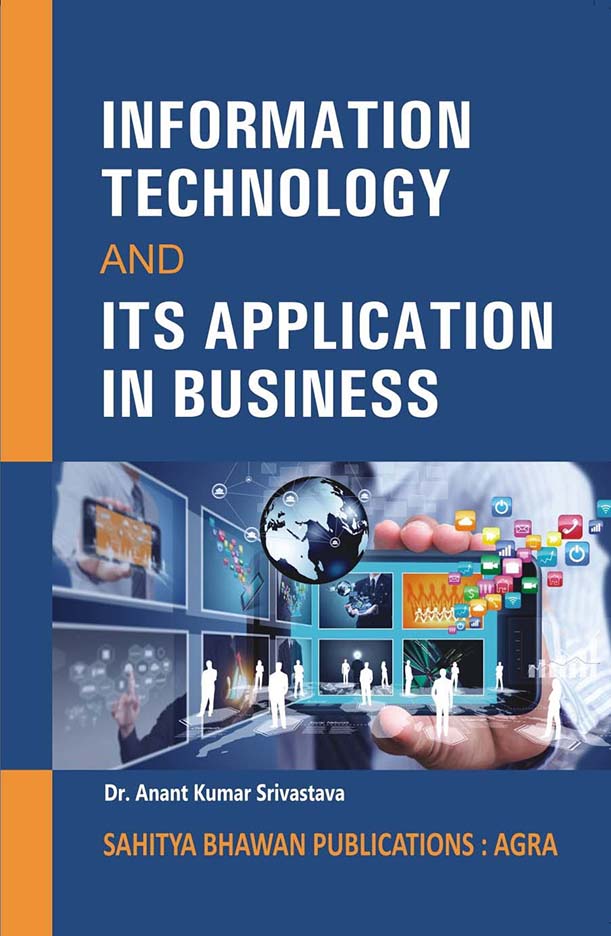 INFORMATION
TECHNOLOGY
AND
ITS APPLICATION
IN BUSINESS
Dr. Anant Kumar Srivastava
SAHITYA BHAWAN PUBLICATIONS : AGRA